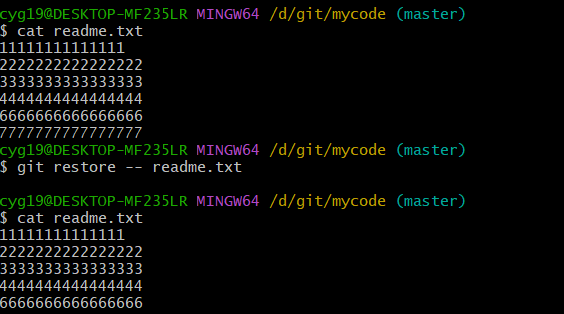 cyg19@DESKTOP-MF235LR MINGW64 /d/git/mycode (master)
$ cat readme.txt
11111111111111
2222222222222222
3333333333333333
4444444444444444
6666666666666666
7777777777777777
cyg19@DESKTOP-MF235LR MINGW64 /d/git/mycode (master)
$ git restore -- readme.txt
cyg19@DESKTOP-MF235LR MINGW64 /d/git/mycode (master)
$ cat readme.txt
11111111111111
2222222222222222
3333333333333333
4444444444444444
6666666666666666